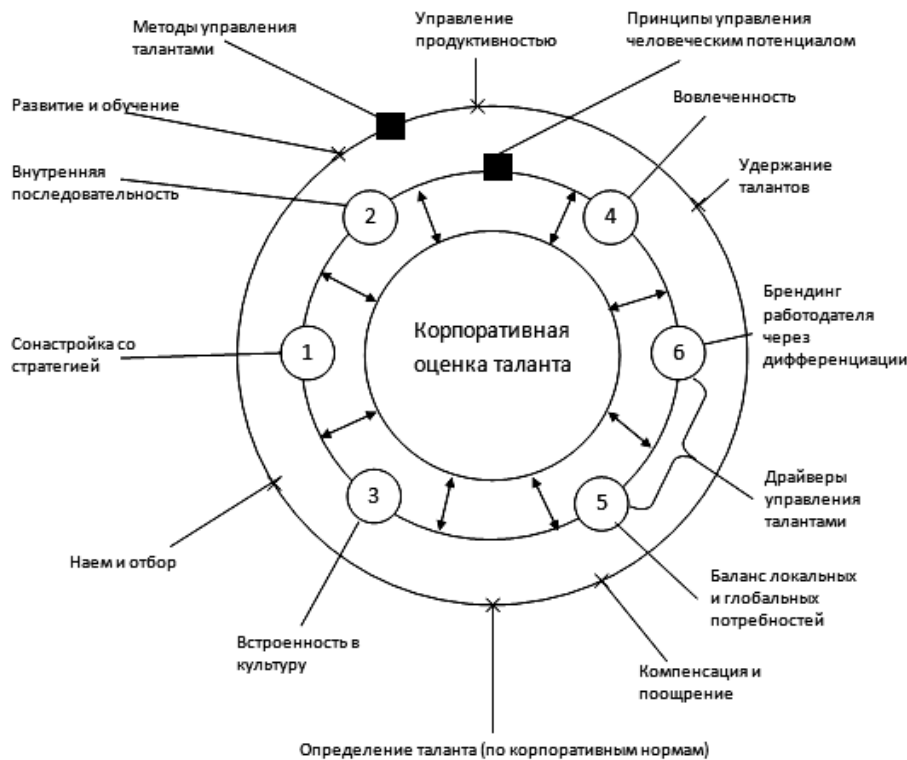 Методы управления
талантами
Управление
продуктивностью
Принципы управления
человеческим потенциалом
Развитие и обучение
Вовлеченность
Внутренняя
последовательность
Удержание
талантов
2
4
Сонастройка со
стратегией
1
Корпоративная
оценка таланта
6
Брендинг
работодателя
через
дифференциации
3
5
Драйверы
управления
талантами
Наем и отбор
Баланс локальных
и глобальных
потребностей
Встроенность в
культуру
Компенсация и
поощрение
Определение таланта (по корпоративным нормам)